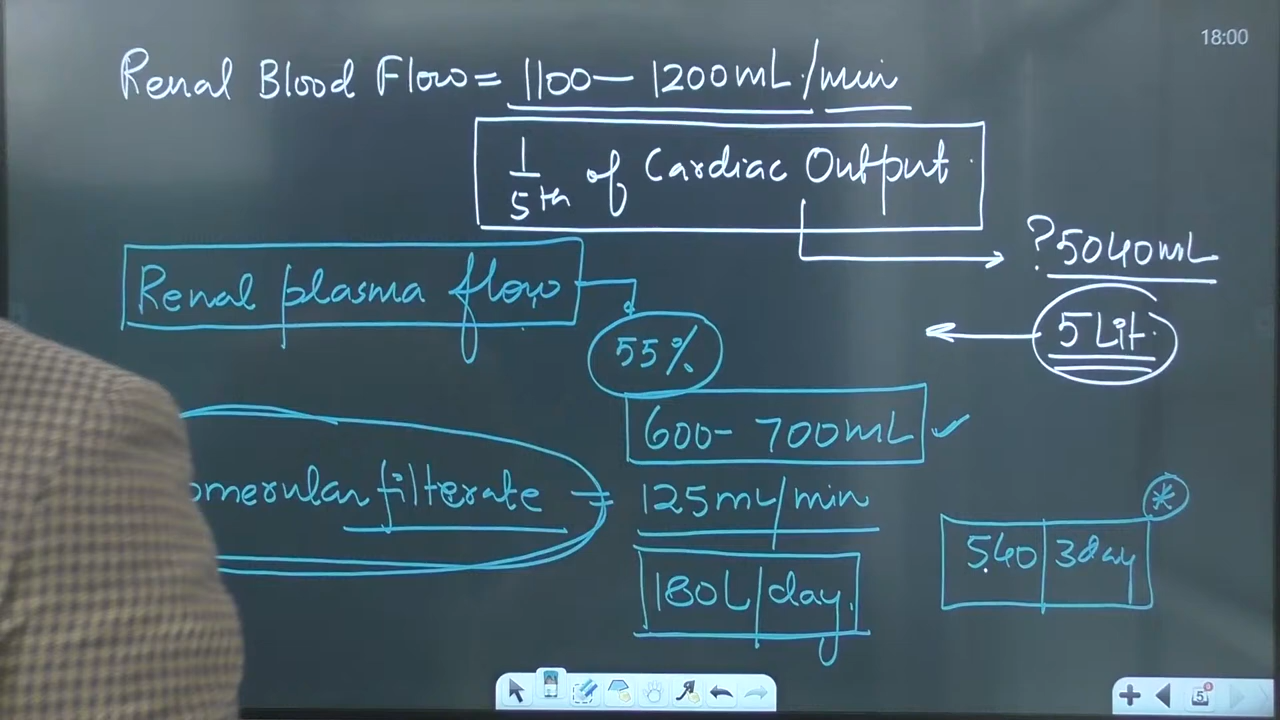 18:00
Renal Blood Flow = 1100 - 1200mL/min
1/5th of Cardiac Output
? 5040mL
5 Lit.
Renal plasma flow
55%
600 - 700mL ✓
omerular filterate = 125mL/min
180L/day.
540/3day
*
5